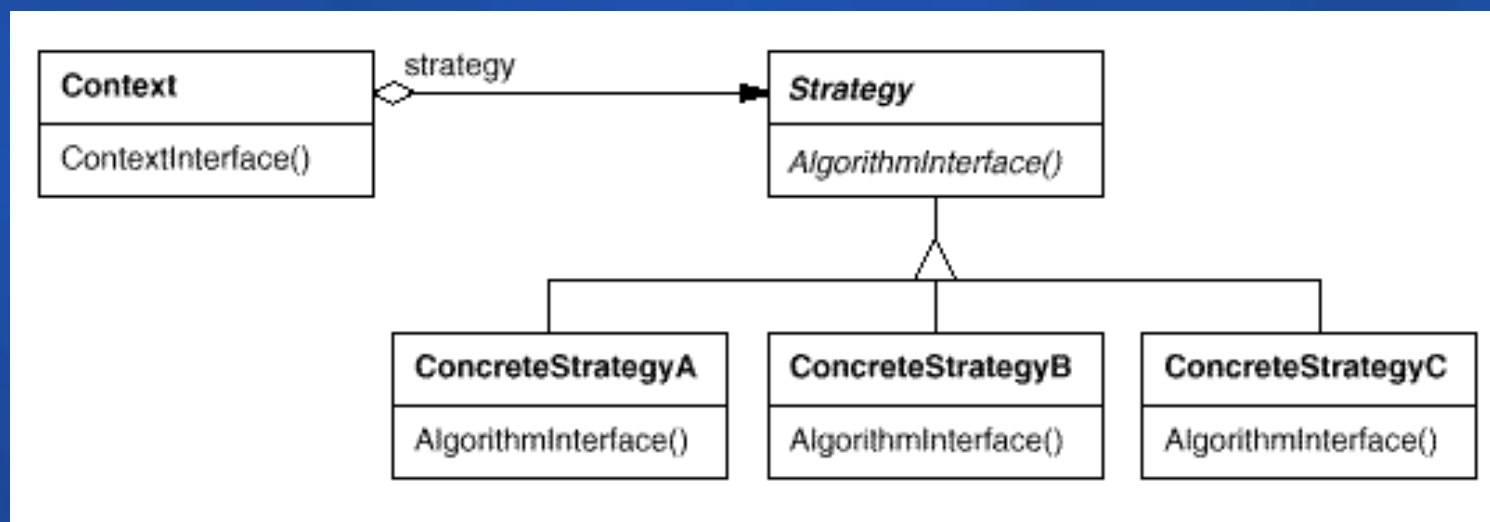 Context
ContextInterface()
strategy
Strategy
AlgorithmInterface()
ConcreteStrategyA
AlgorithmInterface()
ConcreteStrategyB
AlgorithmInterface()
ConcreteStrategyC
AlgorithmInterface()